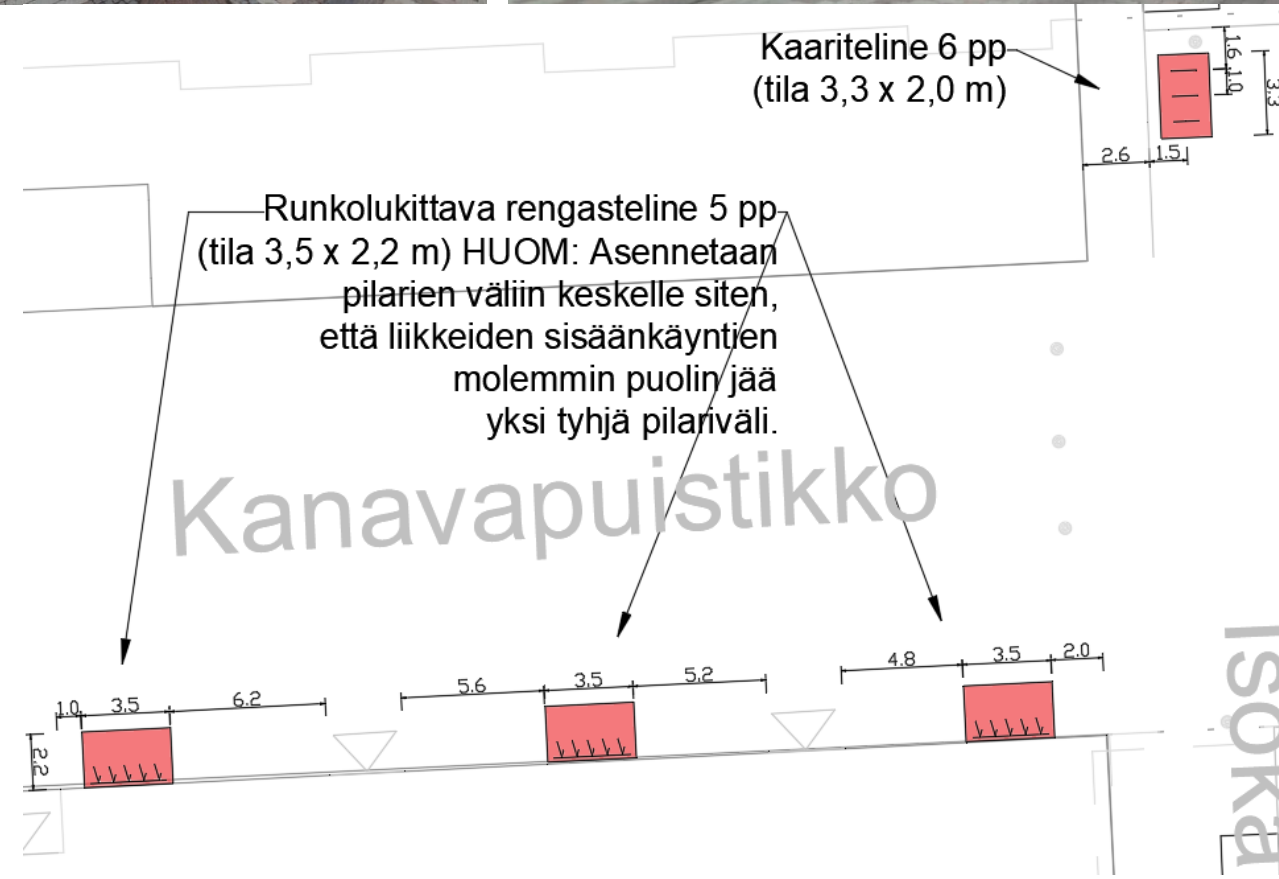 Kaariteline 6 pp
(tila 3,3 x 2,0 m)
1.6
1.0
3.3
2.6
1.5
Runkolukittava rengasteline 5 pp
(tila 3,5 x 2,2 m) HUOM: Asennetaan
pilarien väliin keskelle siten,
että liikkeiden sisäänkäyntien
molemmin puolin jää
yksi tyhjä pilariväli.
Kanavapuistikko
Isoka
1.0
3.5
6.2
5.6
3.5
5.2
4.8
3.5
2.0
2.2